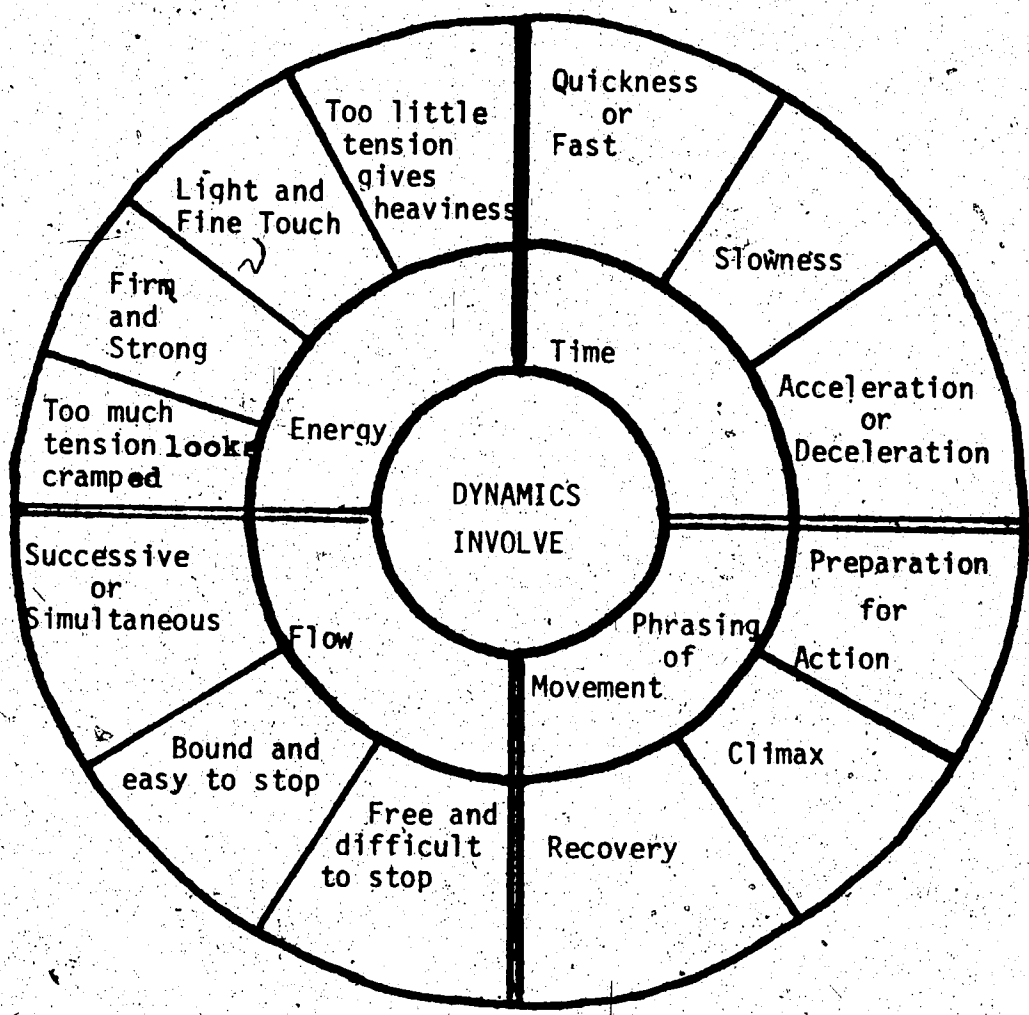 DYNAMICS
INVOLVE
Time
Quickness
or
Fast
Slowness
Acceleration
or
Deceleration
Phrasing
of
Movement
Preparation
for
Action
Climax
Recovery
Flow
Free and
difficult
to stop
Bound and
easy to stop
Successive
or
Simultaneous
Energy
Too much
tension looks
cramped
Firm
and
Strong
Light and
Fine Touch
Too little
tension
gives
heaviness